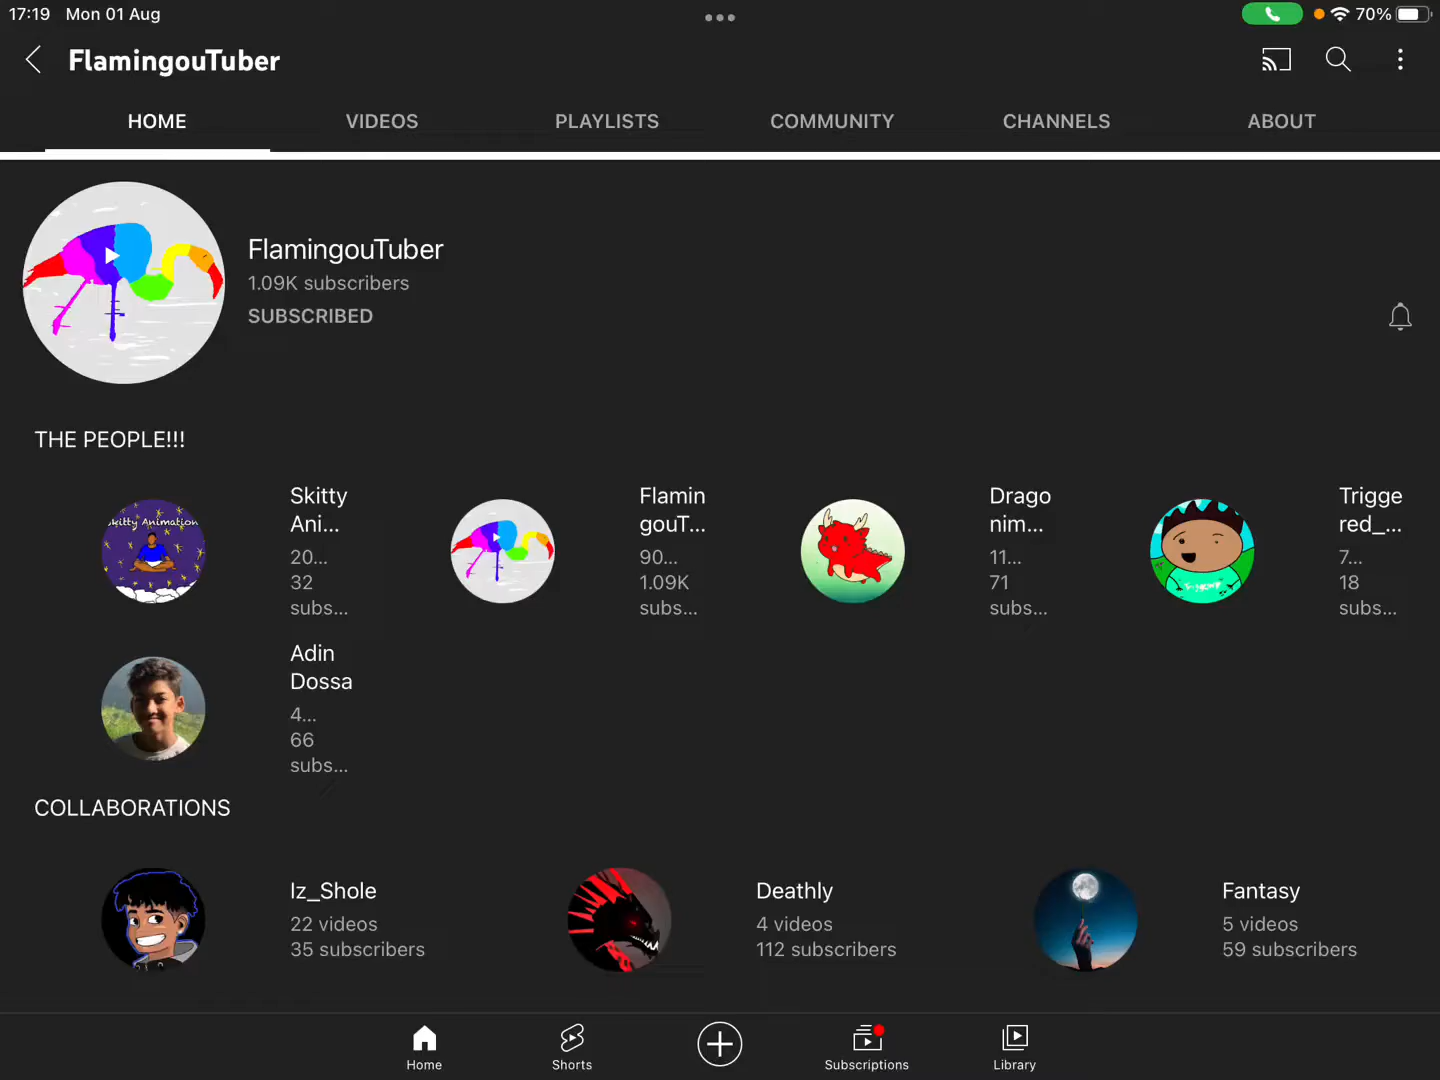 17:19 Mon 01 Aug
70%
FlamingouTuber
HOME VIDEOS PLAYLISTS COMMUNITY CHANNELS ABOUT
FlamingouTuber
1.09K subscribers
SUBSCRIBED
THE PEOPLE!!!
Skitty Animation
Skitty
Ani...
20...
32
subs...
Flamin
gouT...
90...
1.09K
subs...
Drago
nim...
11...
71
subs...
Trigge
red_...
7...
18
subs...
Adin
Dossa
4...
66
subs...
COLLABORATIONS
Iz_Shole
22 videos
35 subscribers
Deathly
4 videos
112 subscribers
Fantasy
5 videos
59 subscribers
Home Shorts Subscriptions Library